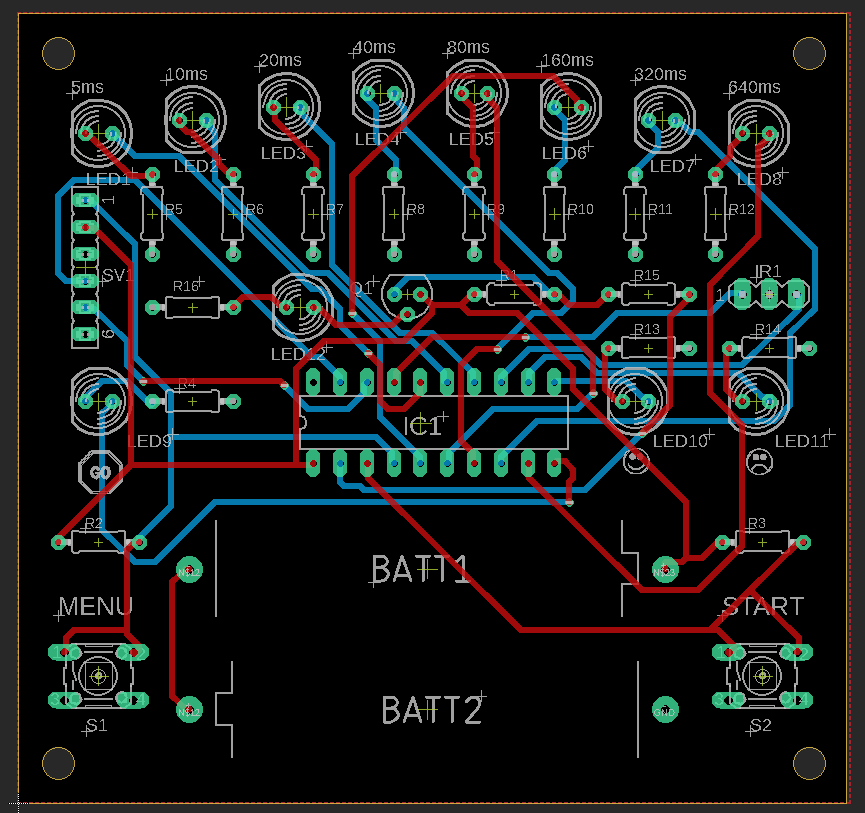 5ms 10ms 20ms 40ms 80ms 160ms 320ms 640ms
LED1 LED2 LED3 LED4 LED5 LED6 LED7 LED8
1 R5 R6 R7 R8 R9 R10 R11 R12
SV1 R16 Q1 R1 R15 1 IR1
6 LED12 R13 R14
R4 IC1
LED9 LED10 LED11
GO
R2 R3
BATT1
MENU START
BATT2 GND
S1 S2